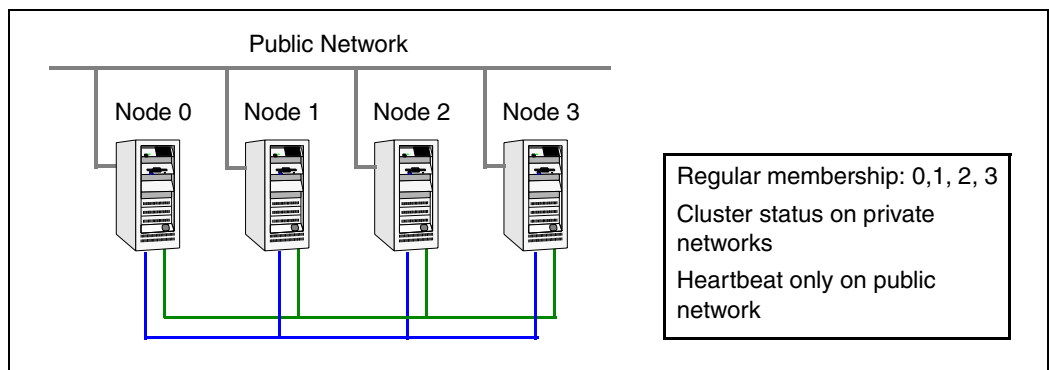 Public Network
Node 0
Node 1
Node 2
Node 3
Regular membership: 0,1, 2, 3
Cluster status on private
networks
Heartbeat only on public
network